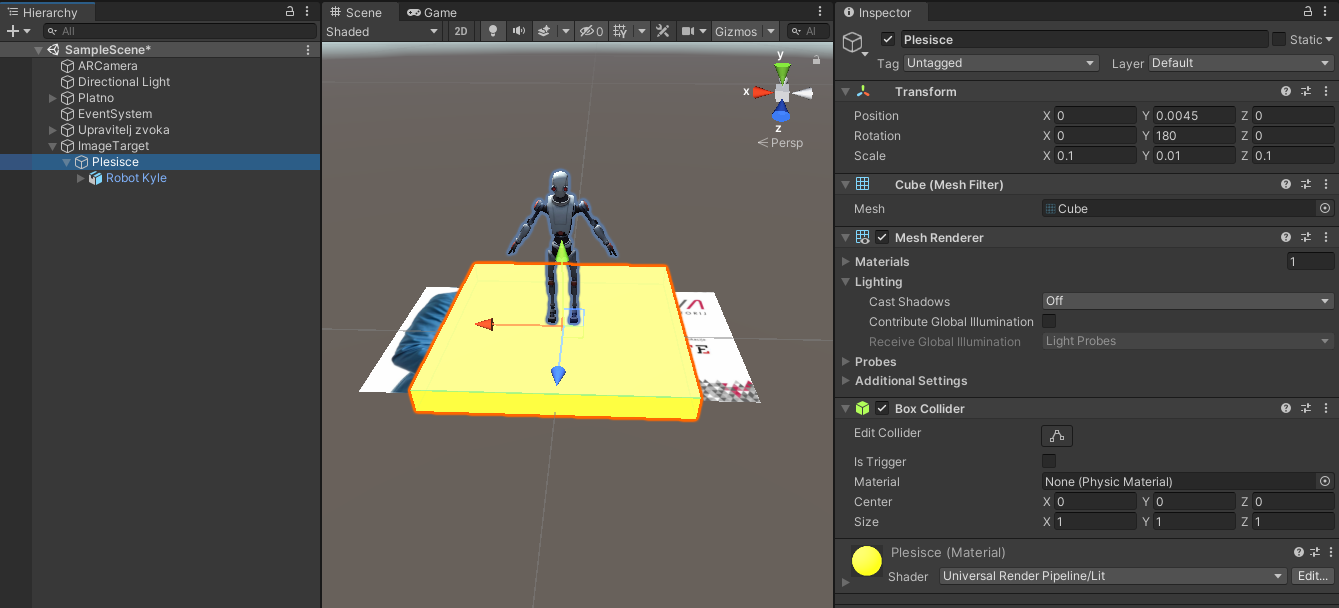 Hierarchy
All
SampleScene*
ARCamera
Directional Light
Platno
EventSystem
Upravitelj zvoka
ImageTarget
Plesisce
Robot Kyle
Scene
Game
Shaded
2D
0
Gizmos
Al
y
x
z
Persp
Inspector
Plesisce
Static
Tag Untagged
Layer Default
Transform
Position X 0 Y 0.0045 Z 0
Rotation X 0 Y 180 Z 0
Scale X 0.1 Y 0.01 Z 0.1
Cube (Mesh Filter)
Mesh Cube
Mesh Renderer
Materials 1
Lighting
Cast Shadows Off
Contribute Global Illumination
Receive Global Illumination Light Probes
Probes
Additional Settings
Box Collider
Edit Collider
Is Trigger
Material None (Physic Material)
Center X 0 Y 0 Z 0
Size X 1 Y 1 Z 1
Plesisce (Material)
Shader Universal Render Pipeline/Lit Edit...